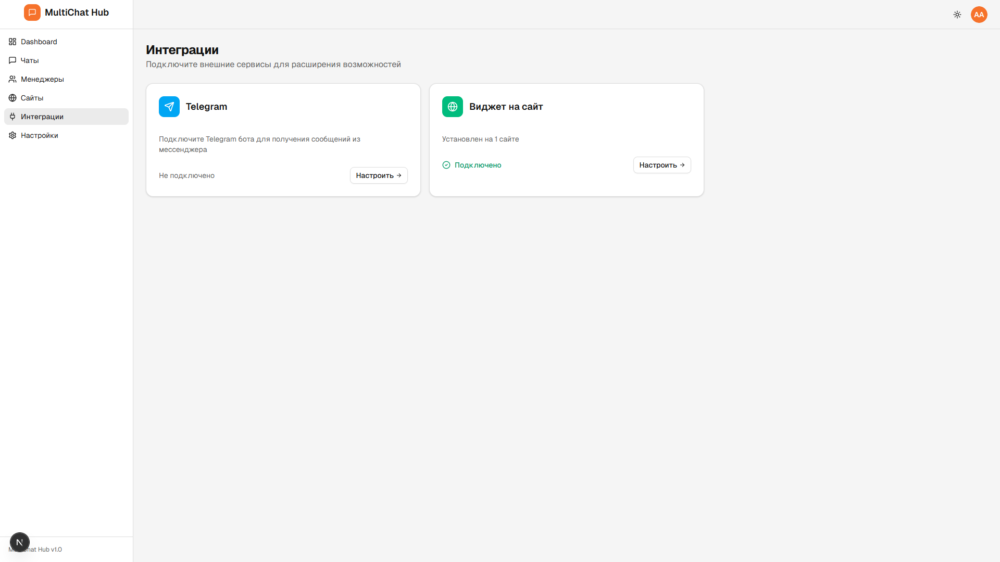 MultiChat Hub
AA
Dashboard
Чаты
Менеджеры
Сайты
Интеграции
Настройки
Интеграции
Подключите внешние сервисы для расширения возможностей
Telegram
Подключите Telegram бота для получения сообщений из
мессенджера
Не подключено
Настроить →
Виджет на сайт
Установлен на 1 сайте
Подключено
Настроить →
N
Hub v1.0